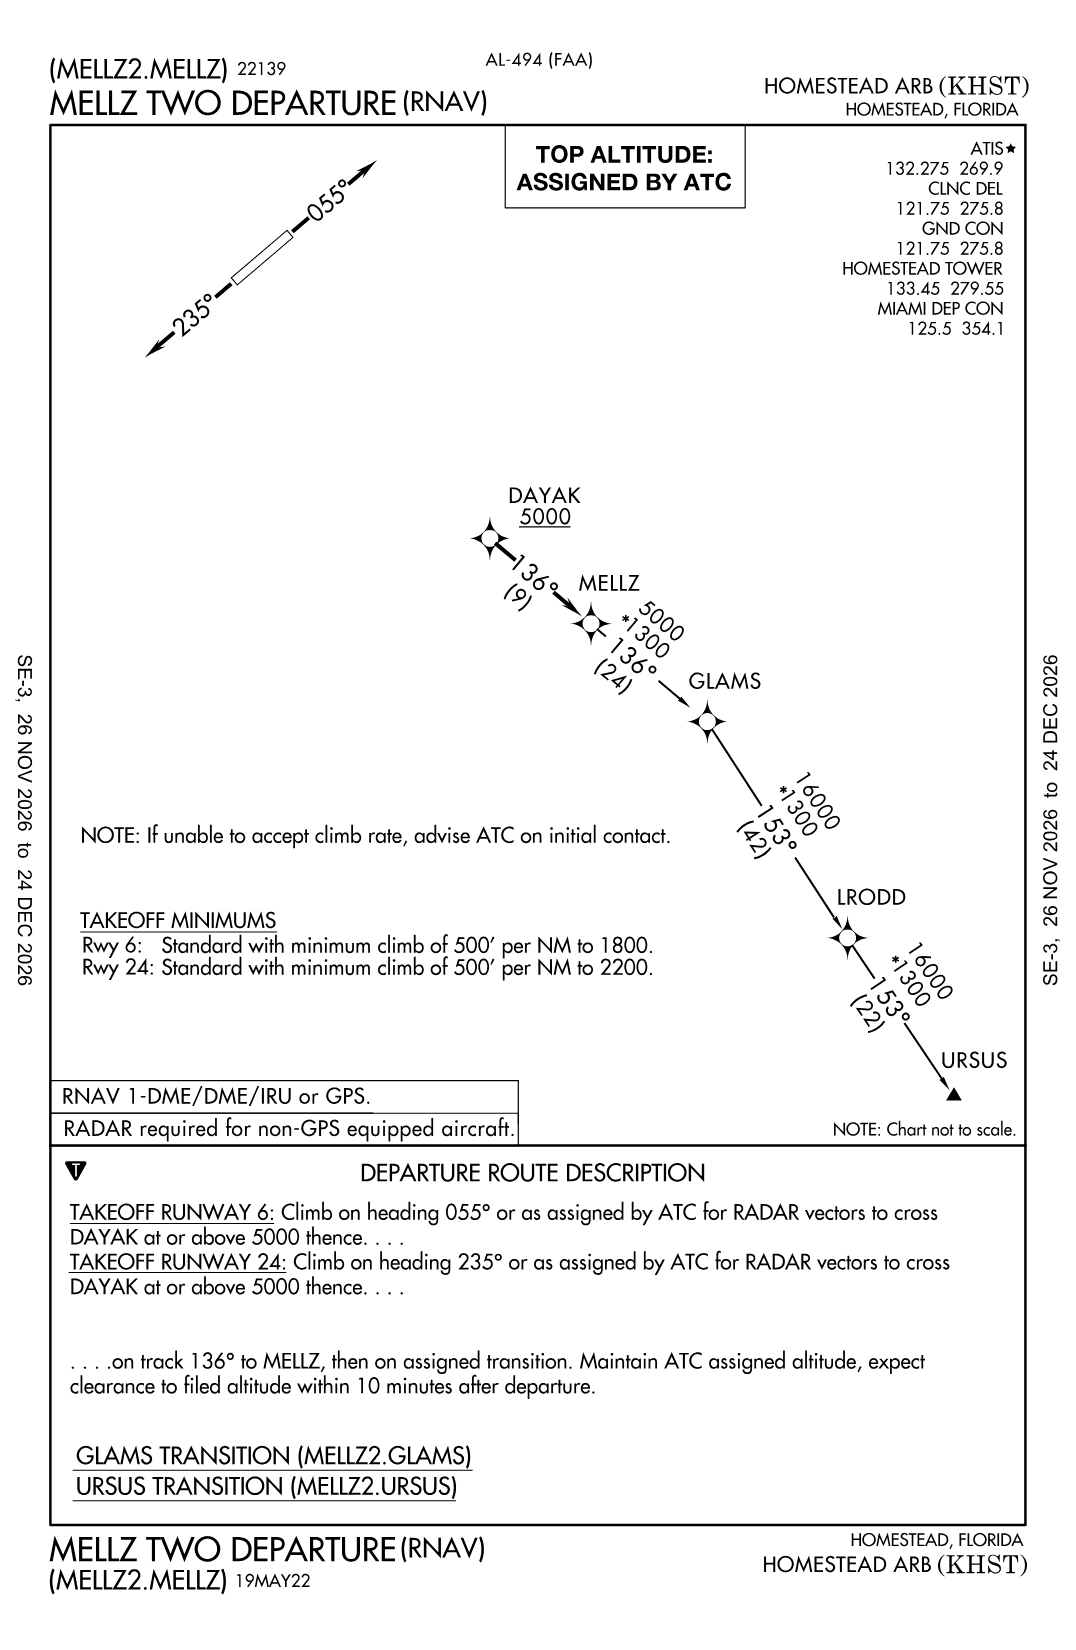 AL-494 (FAA)
(MELLZ2.MELLZ) 22139
MELLZ TWO DEPARTURE (RNAV)
HOMESTEAD ARB (KHST)
HOMESTEAD, FLORIDA
TOP ALTITUDE:
ASSIGNED BY ATC
ATIS★
132.275 269.9
CLNC DEL
121.75 275.8
GND CON
121.75 275.8
HOMESTEAD TOWER
133.45 279.55
MIAMI DEP CON
125.5 354.1
055°
235°
DAYAK
5000
136°
(9)
MELLZ
5000
*1300
136°
(24)
GLAMS
16000
*1300
153°
(42)
LRODD
16000
*1300
153°
(22)
URSUS
NOTE: If unable to accept climb rate, advise ATC on initial contact.
TAKEOFF MINIMUMS
Rwy 6: Standard with minimum climb of 500' per NM to 1800.
Rwy 24: Standard with minimum climb of 500' per NM to 2200.
RNAV 1-DME/DME/IRU or GPS.
RADAR required for non-GPS equipped aircraft.
NOTE: Chart not to scale.
T
DEPARTURE ROUTE DESCRIPTION
TAKEOFF RUNWAY 6: Climb on heading 055° or as assigned by ATC for RADAR vectors to cross
DAYAK at or above 5000 thence. . . .
TAKEOFF RUNWAY 24: Climb on heading 235° or as assigned by ATC for RADAR vectors to cross
DAYAK at or above 5000 thence. . . .
. . . .on track 136° to MELLZ, then on assigned transition. Maintain ATC assigned altitude, expect
clearance to filed altitude within 10 minutes after departure.
GLAMS TRANSITION (MELLZ2.GLAMS)
URSUS TRANSITION (MELLZ2.URSUS)
MELLZ TWO DEPARTURE (RNAV)
(MELLZ2.MELLZ) 19MAY22
HOMESTEAD, FLORIDA
HOMESTEAD ARB (KHST)
SE-3, 26 NOV 2026 to 24 DEC 2026
SE-3, 26 NOV 2026 to 24 DEC 2026